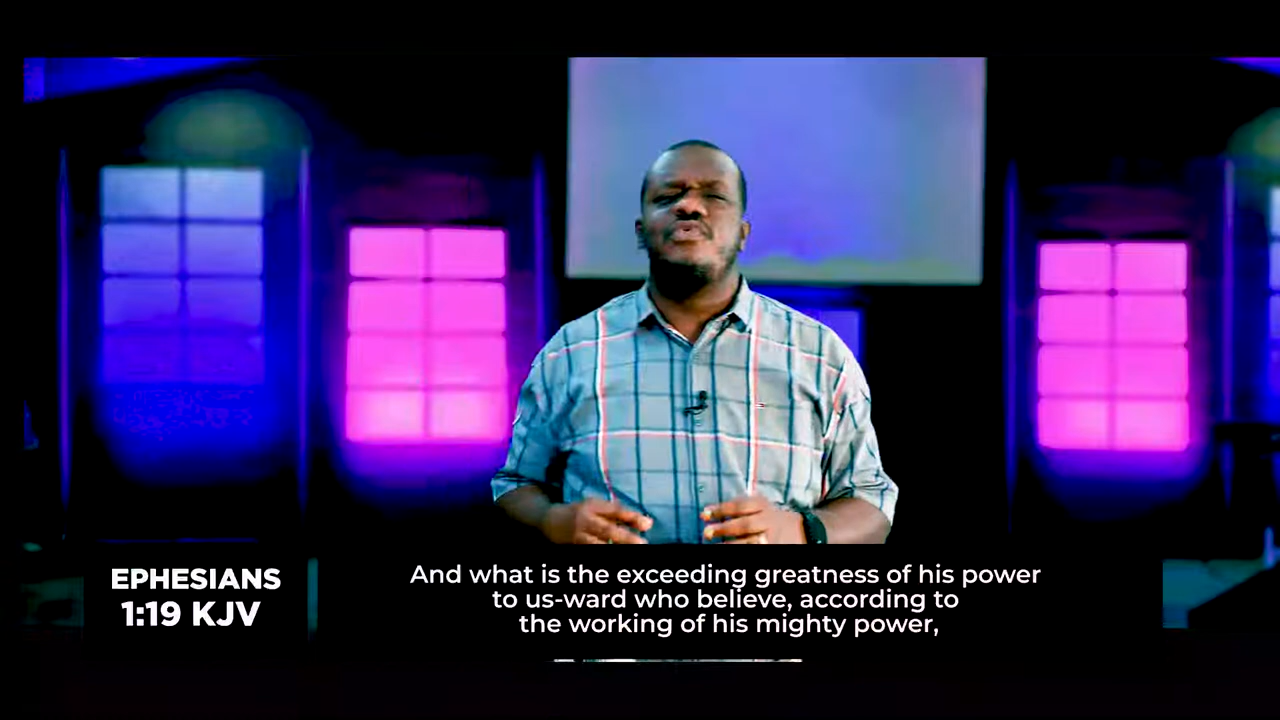 EPHESIANS
1:19 KJV
And what is the exceeding greatness of his power
to us-ward who believe, according to
the working of his mighty power,